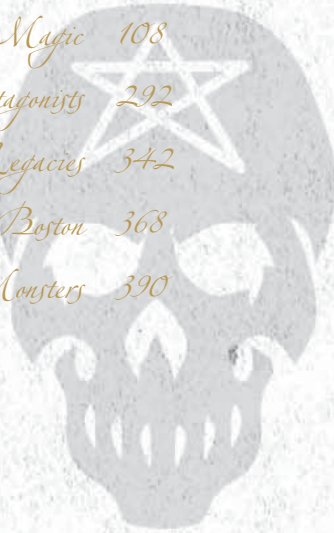 Magic 108
tagonists 292
Legacies 342
Boston 368
Monsters 390